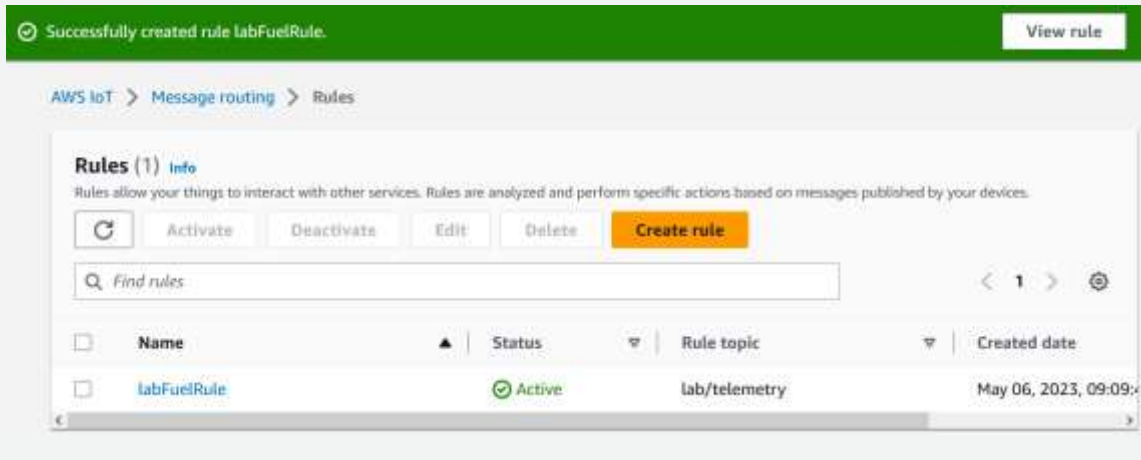 Successfully created rule labFuelRule.
View rule
AWS IoT > Message routing > Rules
Rules (1) Info
Rules allow your things to interact with other services. Rules are analyzed and perform specific actions based on messages published by your devices.
Activate Deactivate Edit Delete Create rule
Find rules
< 1 >
Name Status Rule topic Created date
labFuelRule Active lab/telemetry May 06, 2023, 09:09: